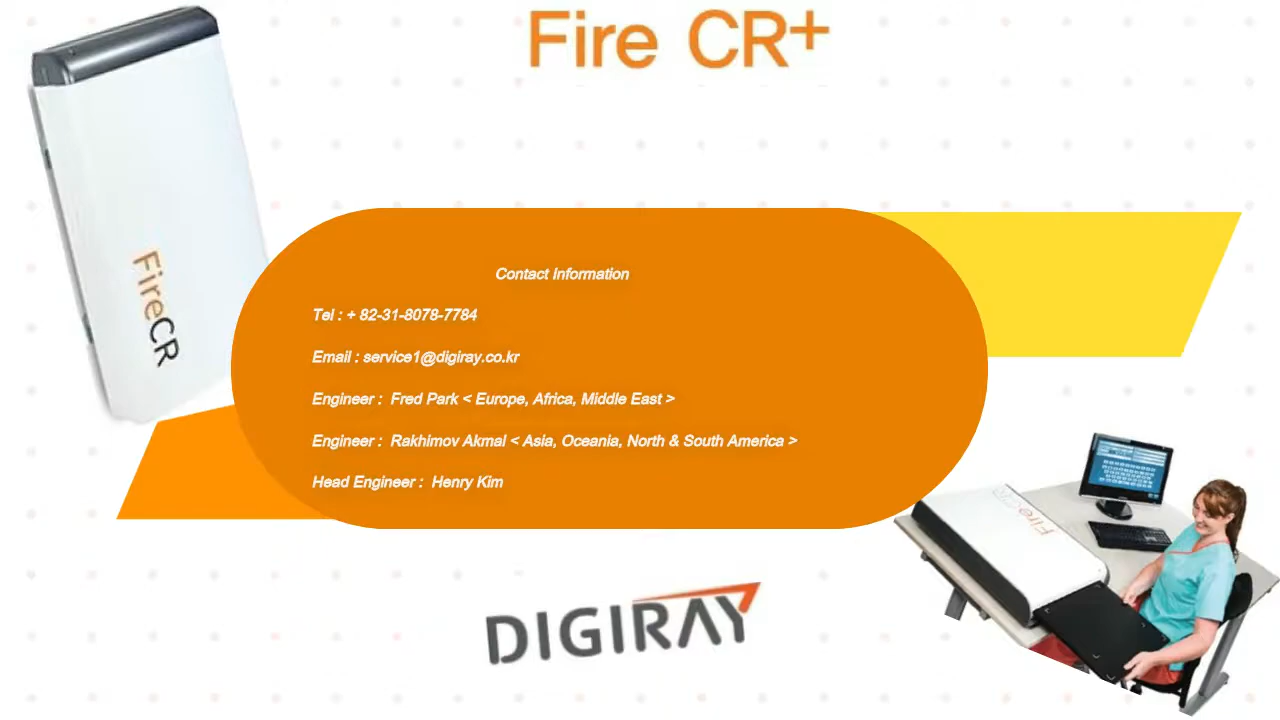 Fire CR+
FireCR
Contact Information
Tel : + 82-31-8078-7784
Email : service1@digiray.co.kr
Engineer :  Fred Park < Europe, Africa, Middle East >
Engineer :  Rakhimov Akmal < Asia, Oceania, North & South America >
Head Engineer :  Henry Kim
FireCR
DIGIRAY